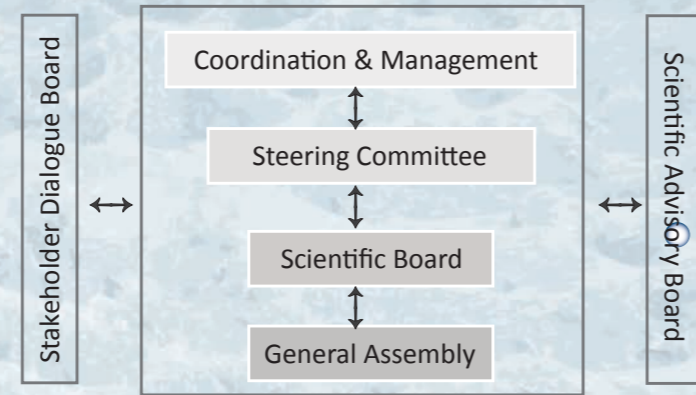 Stakeholder Dialogue Board
Coordination & Management
Steering Committee
Scientific Board
General Assembly
Scientific Advisory Board